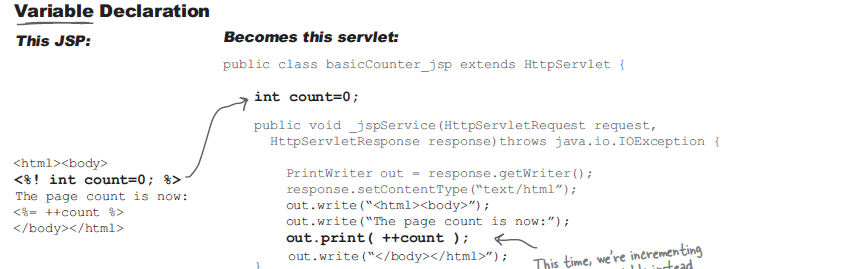 Variable Declaration
This JSP:
Becomes this servlet:
public class basicCounter_jsp extends HttpServlet {
int count=0;
public void _jspService(HttpServletRequest request,
HttpServletResponse response)throws java.io.IOException {
<html><body>
<%! int count=0; %>
The page count is now:
<%= ++count %>
</body></html>
PrintWriter out = response.getWriter();
response.setContentType(“text/html”);
out.write(“<html><body>”);
out.write(“The page count is now:”);
out.print( ++count );
out.write(“</body></html>”);
}
This time, we're incrementing
instead